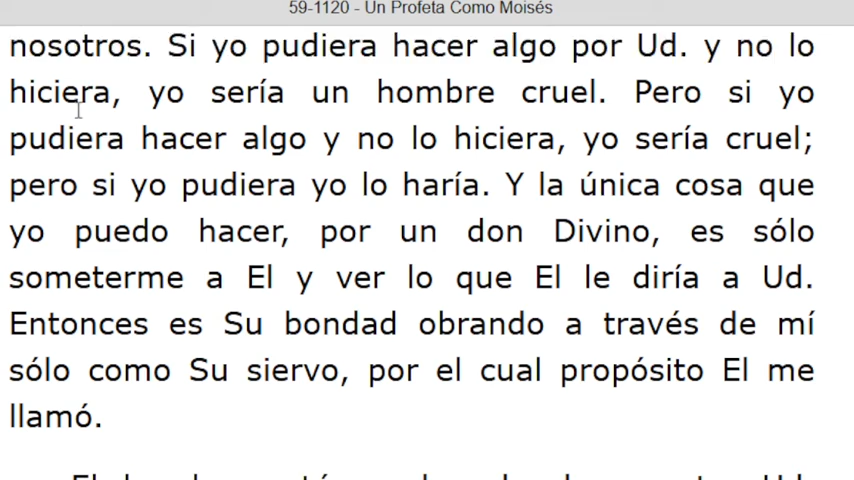 59-1120 - Un Profeta Como Moisés
nosotros. Si yo pudiera hacer algo por Ud. y no lo
hiciera, yo sería un hombre cruel. Pero si yo
pudiera hacer algo y no lo hiciera, yo sería cruel;
pero si yo pudiera yo lo haría. Y la única cosa que
yo puedo hacer, por un don Divino, es sólo
someterme a El y ver lo que El le diría a Ud.
Entonces es Su bondad obrando a través de mí
sólo como Su siervo, por el cual propósito El me
llamó.